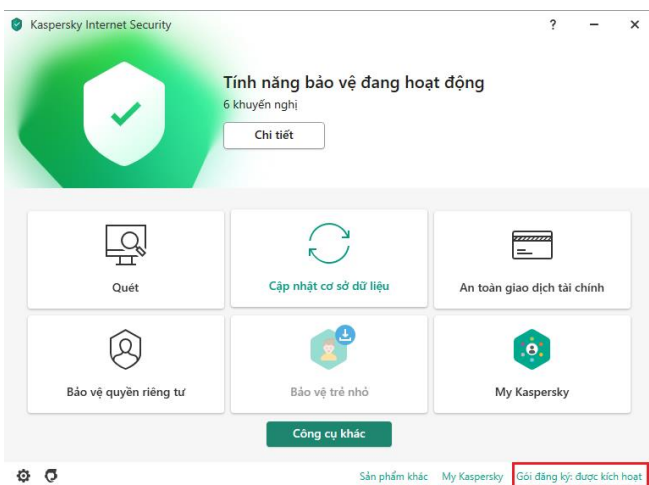 Kaspersky Internet Security
Tính năng bảo vệ đang hoạt động
6 khuyến nghị
Chi tiết
Quét
Cập nhật cơ sở dữ liệu
An toàn giao dịch tài chính
Bảo vệ quyền riêng tư
Bảo vệ trẻ nhỏ
My Kaspersky
Công cụ khác
Sản phẩm khác My Kaspersky Gói đăng ký: được kích hoạt